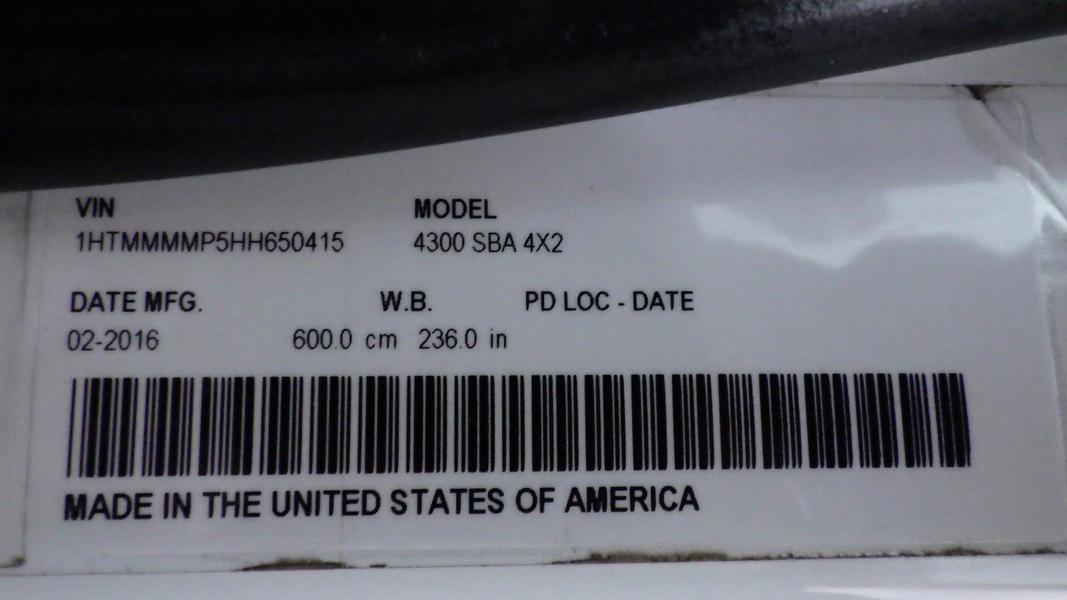 VIN MODEL
1HTMMMMP5HH650415 4300 SBA 4X2
DATE MFG. W.B. PD LOC - DATE
02-2016 600.0 cm 236.0 in
MADE IN THE UNITED STATES OF AMERICA